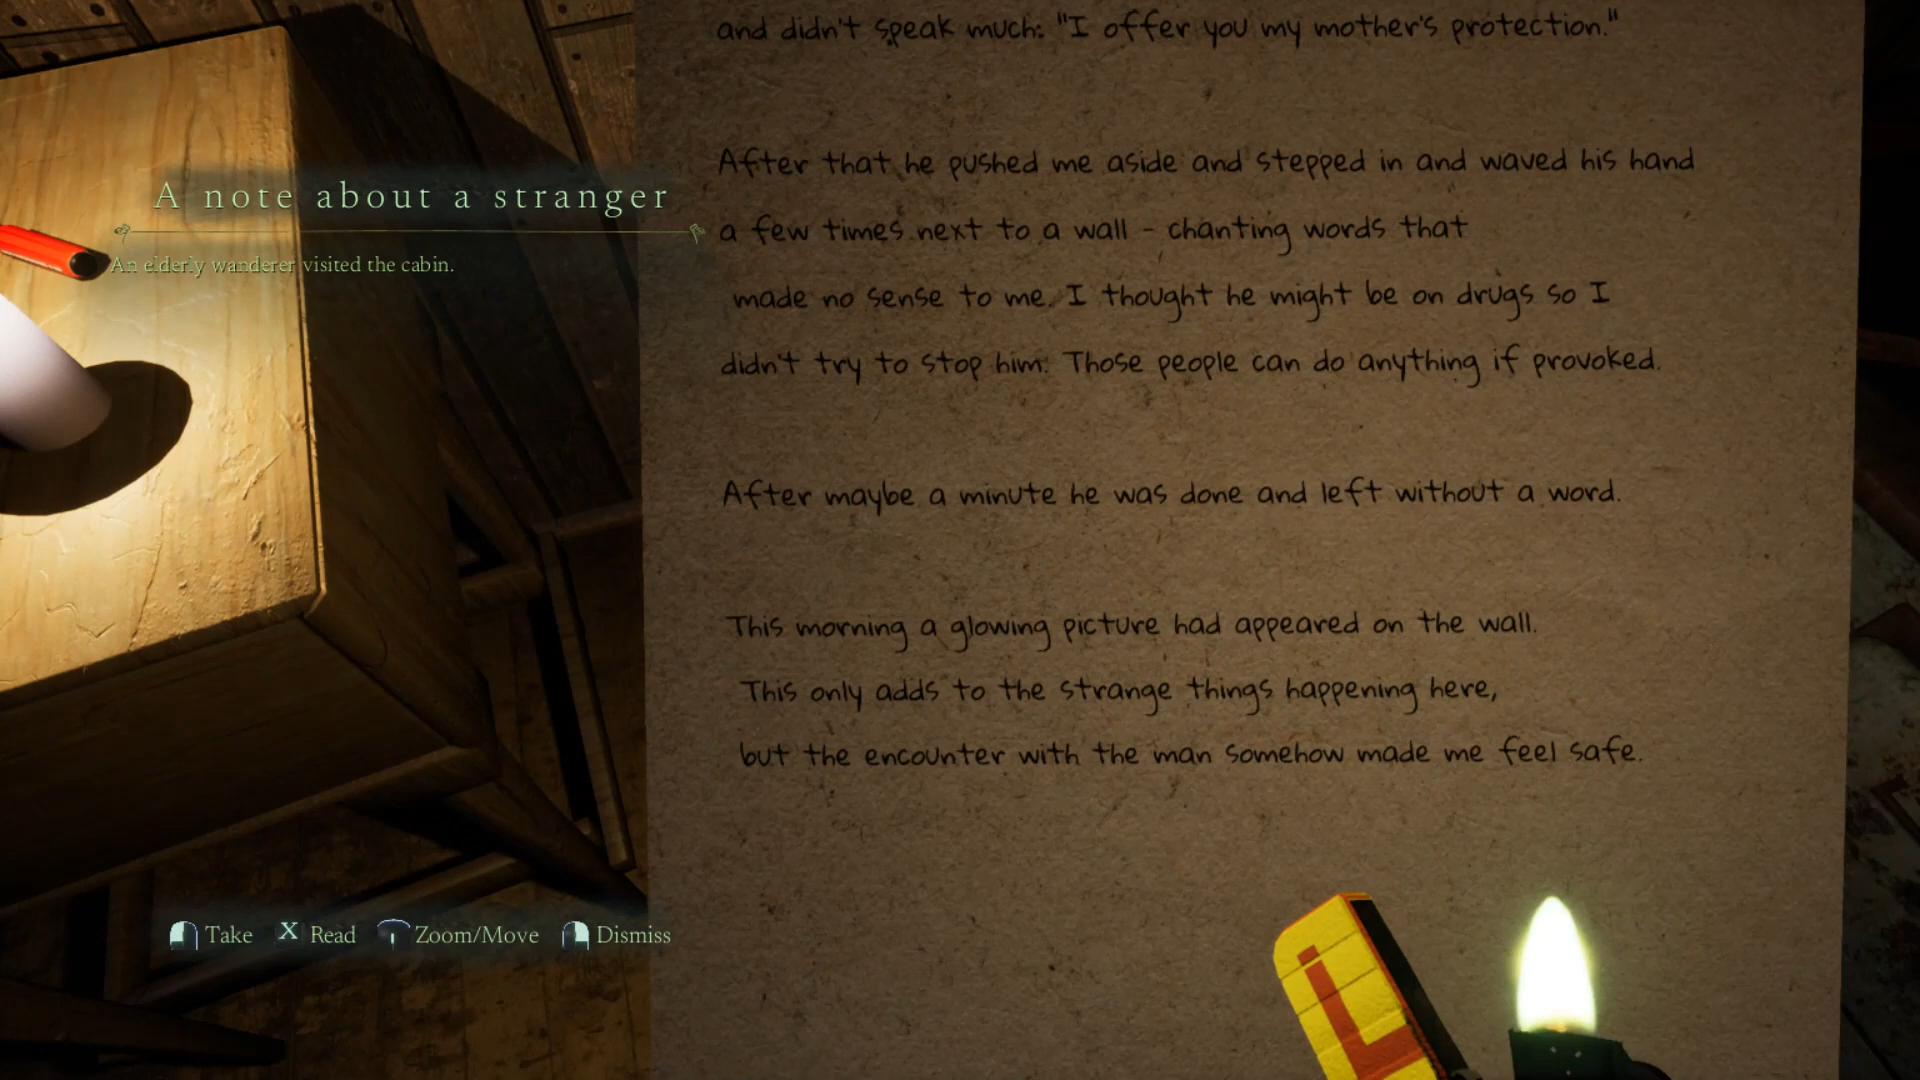 A note about a stranger
An elderly wanderer visited the cabin.
and didn't speak much: "I offer you my mother's protection."
After that he pushed me aside and stepped in and waved his hand
a few times next to a wall - chanting words that
made no sense to me. I thought he might be on drugs so I
didn't try to stop him. Those people can do anything if provoked.
After maybe a minute he was done and left without a word.
This morning a glowing picture had appeared on the wall.
This only adds to the strange things happening here,
but the encounter with the man somehow made me feel safe.
Take X Read Zoom/Move Dismiss